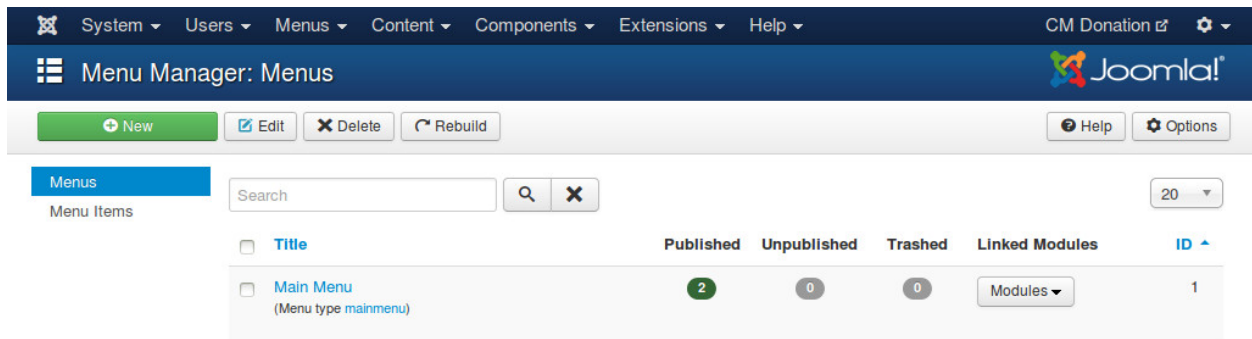 System Users Menus Content Components Extensions Help CM Donation
Menu Manager: Menus Joomla!
New Edit Delete Rebuild Help Options
Menus Search 20
Menu Items
Title Published Unpublished Trashed Linked Modules ID
Main Menu 2 0 0 Modules 1
(Menu type mainmenu)